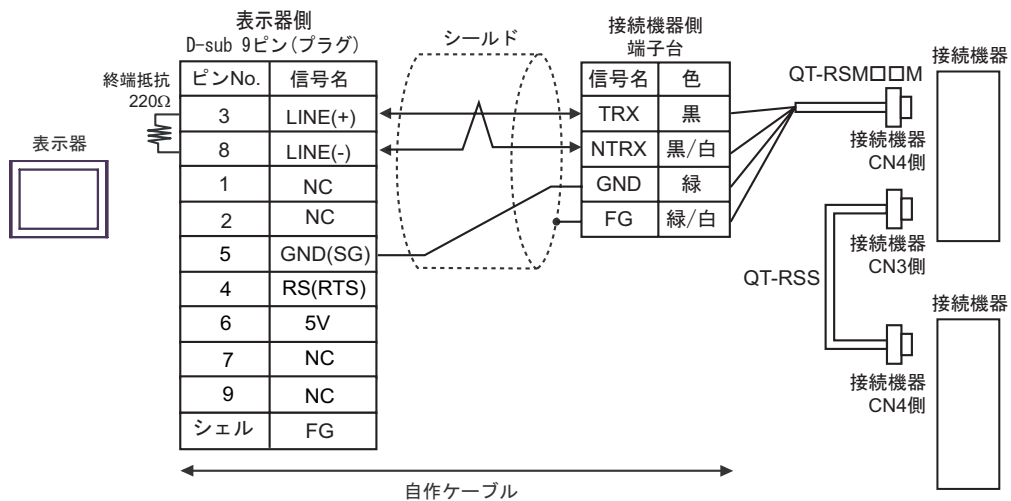 表示器側
D-sub 9ピン(プラグ)
シールド
接続機器側
端子台
接続機器
終端抵抗
220Ω
ピンNo. 信号名
信号名 色
QT-RSM□□M
3 LINE(+)
TRX 黒
8 LINE(-)
NTRX 黒/白
接続機器
CN4側
表示器
1 NC
GND 緑
2 NC
FG 緑/白
5 GND(SG)
接続機器
CN3側
4 RS(RTS)
QT-RSS
6 5V
接続機器
7 NC
9 NC
接続機器
CN4側
シェル FG
自作ケーブル